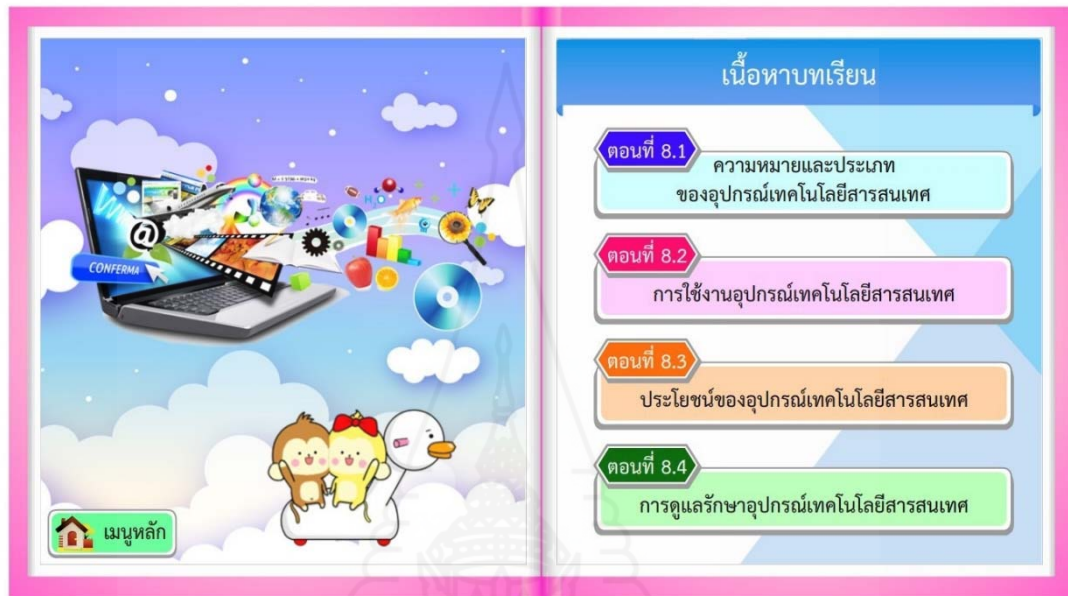 CONFERMA
@
H₂O
เมนูหลัก
เนื้อหาบทเรียน
ตอนที่ 8.1
ความหมายและประเภท
ของอุปกรณ์เทคโนโลยีสารสนเทศ
ตอนที่ 8.2
การใช้งานอุปกรณ์เทคโนโลยีสารสนเทศ
ตอนที่ 8.3
ประโยชน์ของอุปกรณ์เทคโนโลยีสารสนเทศ
ตอนที่ 8.4
การดูแลรักษาอุปกรณ์เทคโนโลยีสารสนเทศ